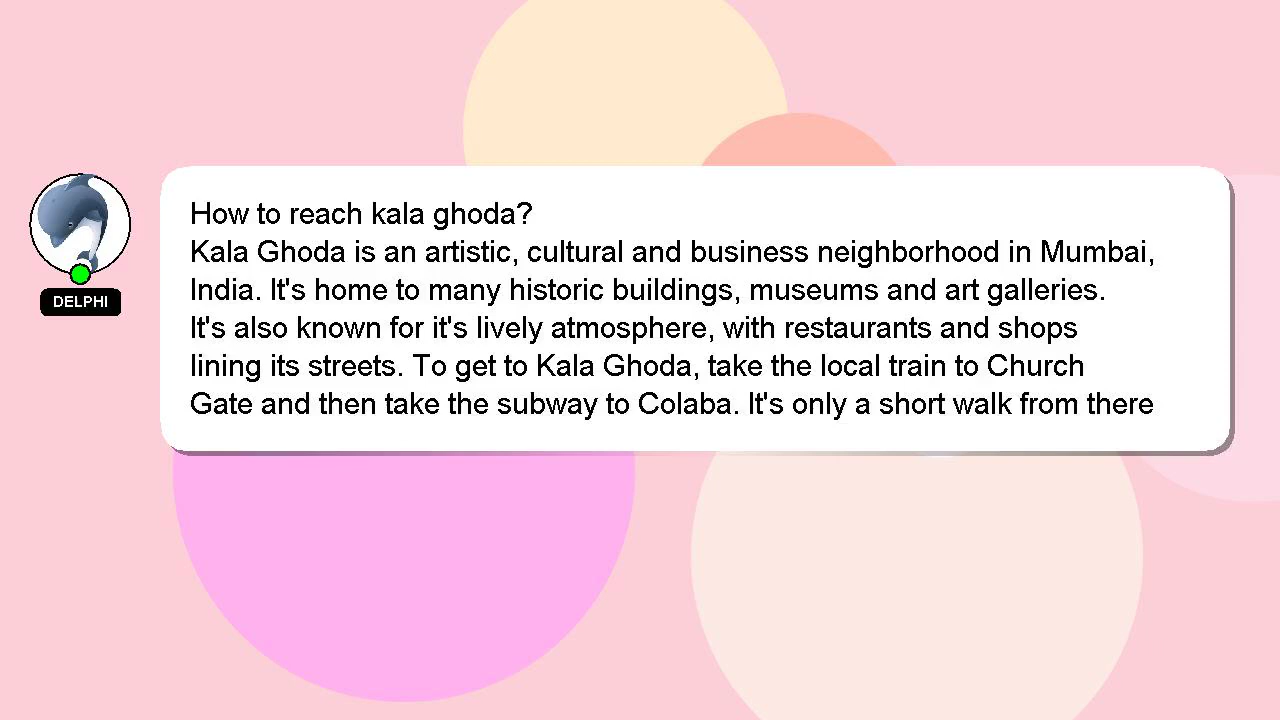 How to reach kala ghoda?
Kala Ghoda is an artistic, cultural and business neighborhood in Mumbai,
India. It's home to many historic buildings, museums and art galleries.
It's also known for it's lively atmosphere, with restaurants and shops
lining its streets. To get to Kala Ghoda, take the local train to Church
Gate and then take the subway to Colaba. It's only a short walk from there
DELPHI